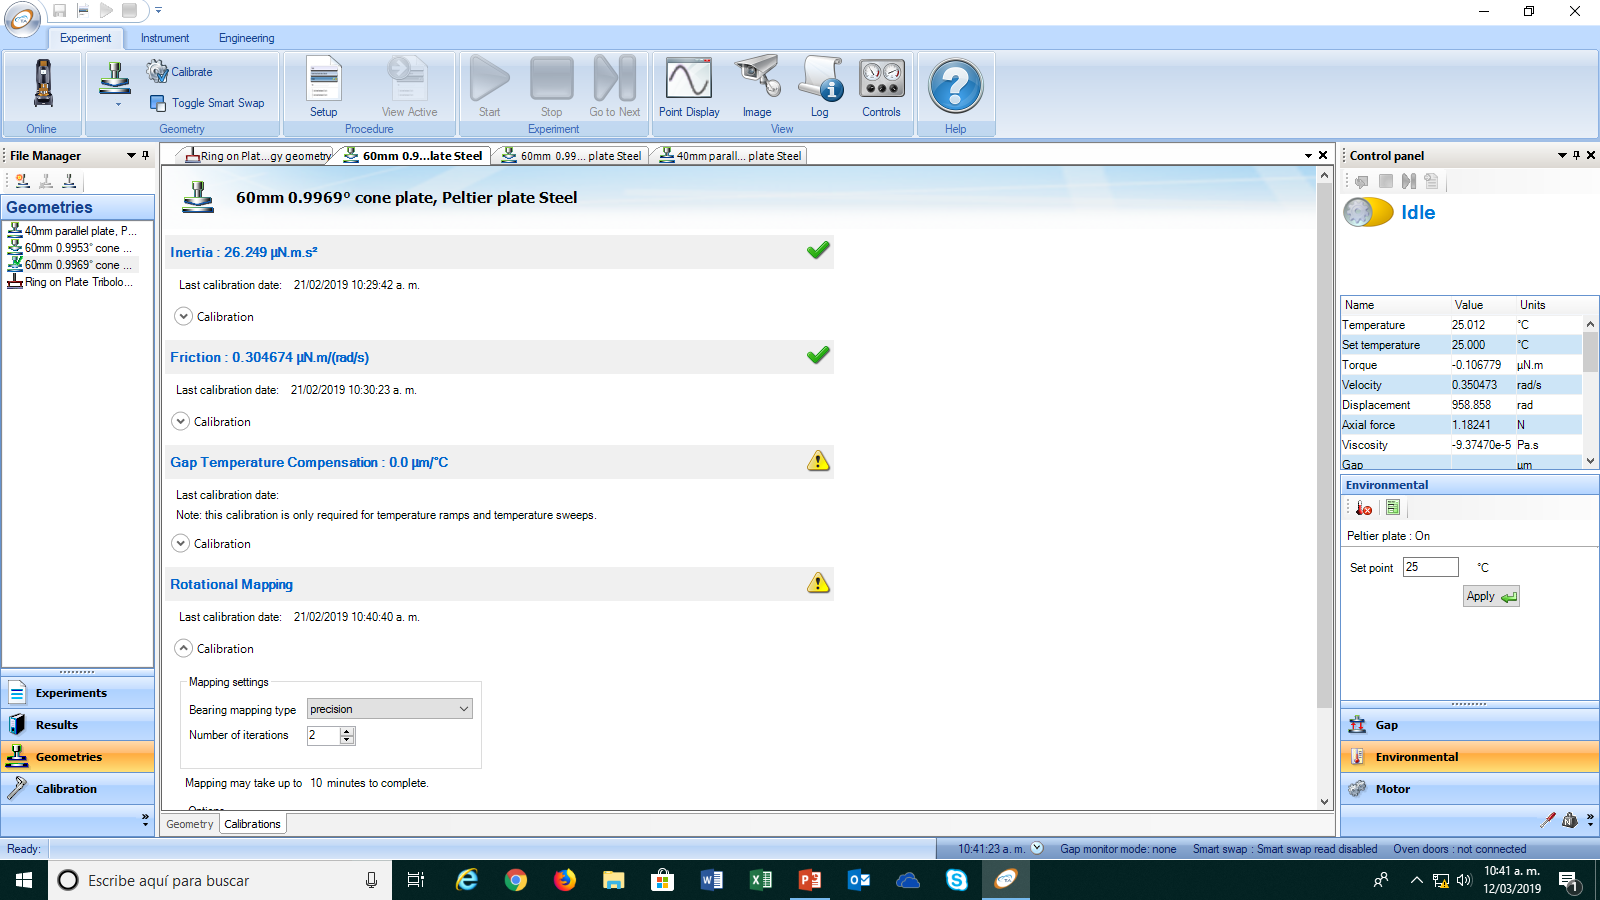 Experiment Instrument Engineering
Calibrate
Toggle Smart Swap
Setup View Active Start Stop Go to Next Point Display Image Log Controls
Online Geometry Procedure Experiment View Help
File Manager
Ring on Plat...gy geometry 60mm 0.9...late Steel 60mm 0.99... plate Steel 40mm parall... plate Steel
Control panel
Geometries
40mm parallel plate, P...
60mm 0.9953° cone ...
60mm 0.9969° cone ...
Ring on Plate Tribolo...
Experiments
Results
Geometries
Calibration
60mm 0.9969° cone plate, Peltier plate Steel
Inertia : 26.249 µN.m.s²
Last calibration date: 21/02/2019 10:29:42 a. m.
Calibration
Friction : 0.304674 µN.m/(rad/s)
Last calibration date: 21/02/2019 10:30:23 a. m.
Calibration
Gap Temperature Compensation : 0.0 µm/°C
Last calibration date:
Note: this calibration is only required for temperature ramps and temperature sweeps.
Calibration
Rotational Mapping
Last calibration date: 21/02/2019 10:40:40 a. m.
Calibration
Mapping settings
Bearing mapping type precision
Number of iterations 2
Mapping may take up to 10 minutes to complete.
Options
Geometry Calibrations
Idle
Name Value Units
Temperature 25.012 °C
Set temperature 25.000 °C
Torque -0.106779 µN.m
Velocity 0.350473 rad/s
Displacement 958.858 rad
Axial force 1.18241 N
Viscosity -9.37470e-5 Pa.s
Gap µm
Environmental
Peltier plate : On
Set point 25 °C
Apply
Gap
Environmental
Motor
Ready: 10:41:23 a. m. Gap monitor mode: none Smart swap : Smart swap read disabled Oven doors : not connected
Escribe aquí para buscar
10:41 a. m.
12/03/2019
1